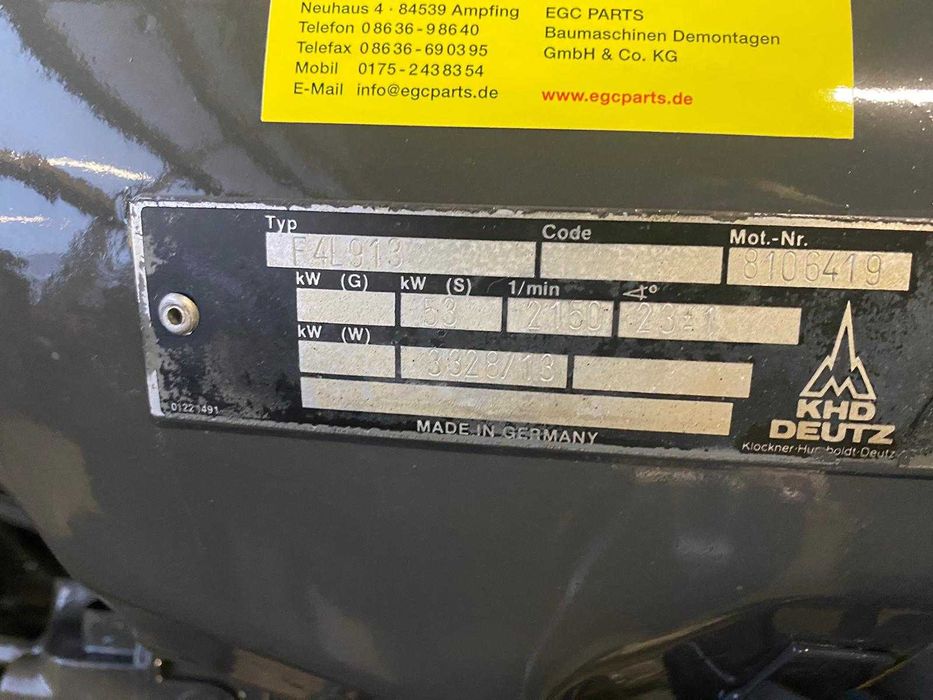 Neuhaus 4 · 84539 Ampfing
Telefon 08636-98640
Telefax 08636-690395
Mobil 0175-2438354
E-Mail info@egcparts.de
EGC PARTS
Baumaschinen Demontagen
GmbH & Co. KG
www.egcparts.de
Typ
F4L913
Code
Mot.-Nr.
8106419
kW (G)
kW (S)
53
1/min
2150
∢°
23±1
kW (W)
3328/13
01221491
MADE IN GERMANY
KHD
DEUTZ
Klöckner-Humboldt-Deutz